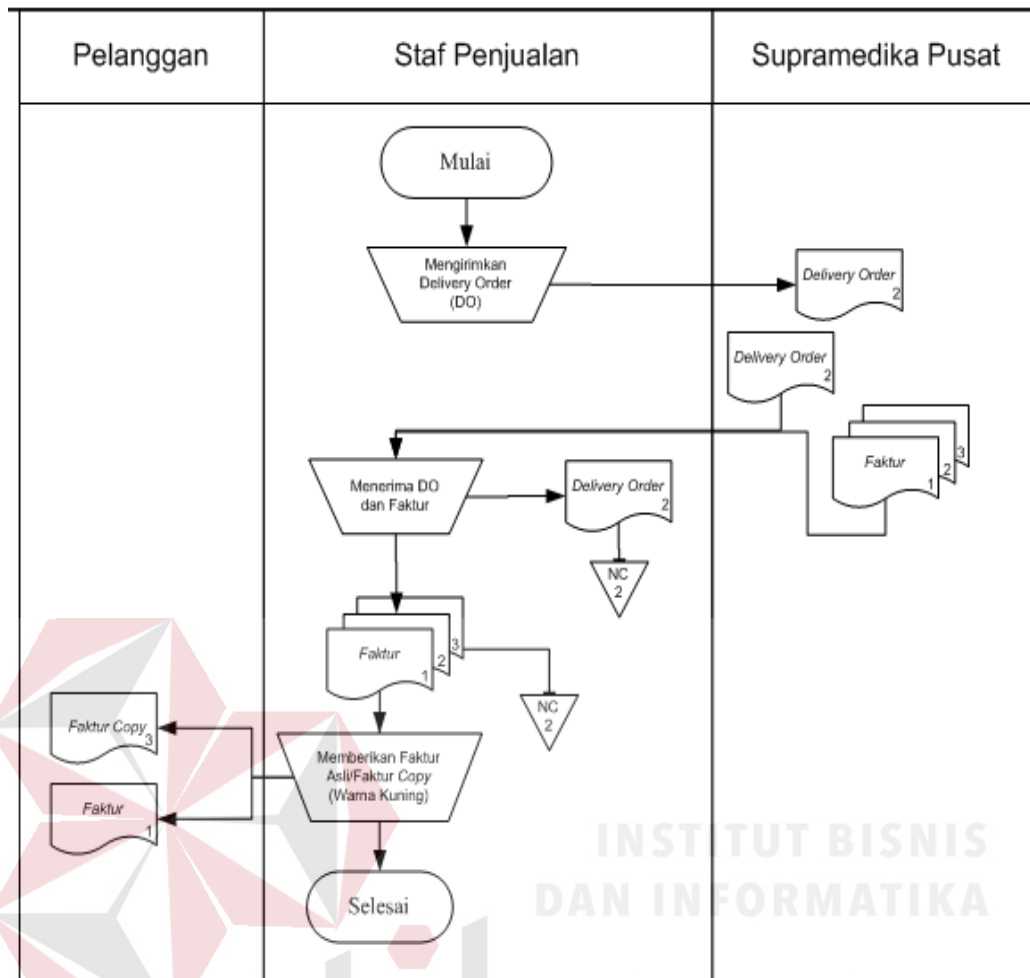 Pelanggan
Staf Penjualan
Supramedika Pusat
Mulai
Mengirimkan
Delivery Order
(DO)
Delivery Order
2
Delivery Order
2
Faktur
1
2
3
Menerima DO
dan Faktur
Delivery Order
2
NC
2
Faktur
1
2
3
NC
2
Faktur Copy
3
Memberikan Faktur
Asli/Faktur Copy
(Warna Kuning)
Faktur
1
Selesai
INSTITUT BISNIS
DAN INFORMATIKA